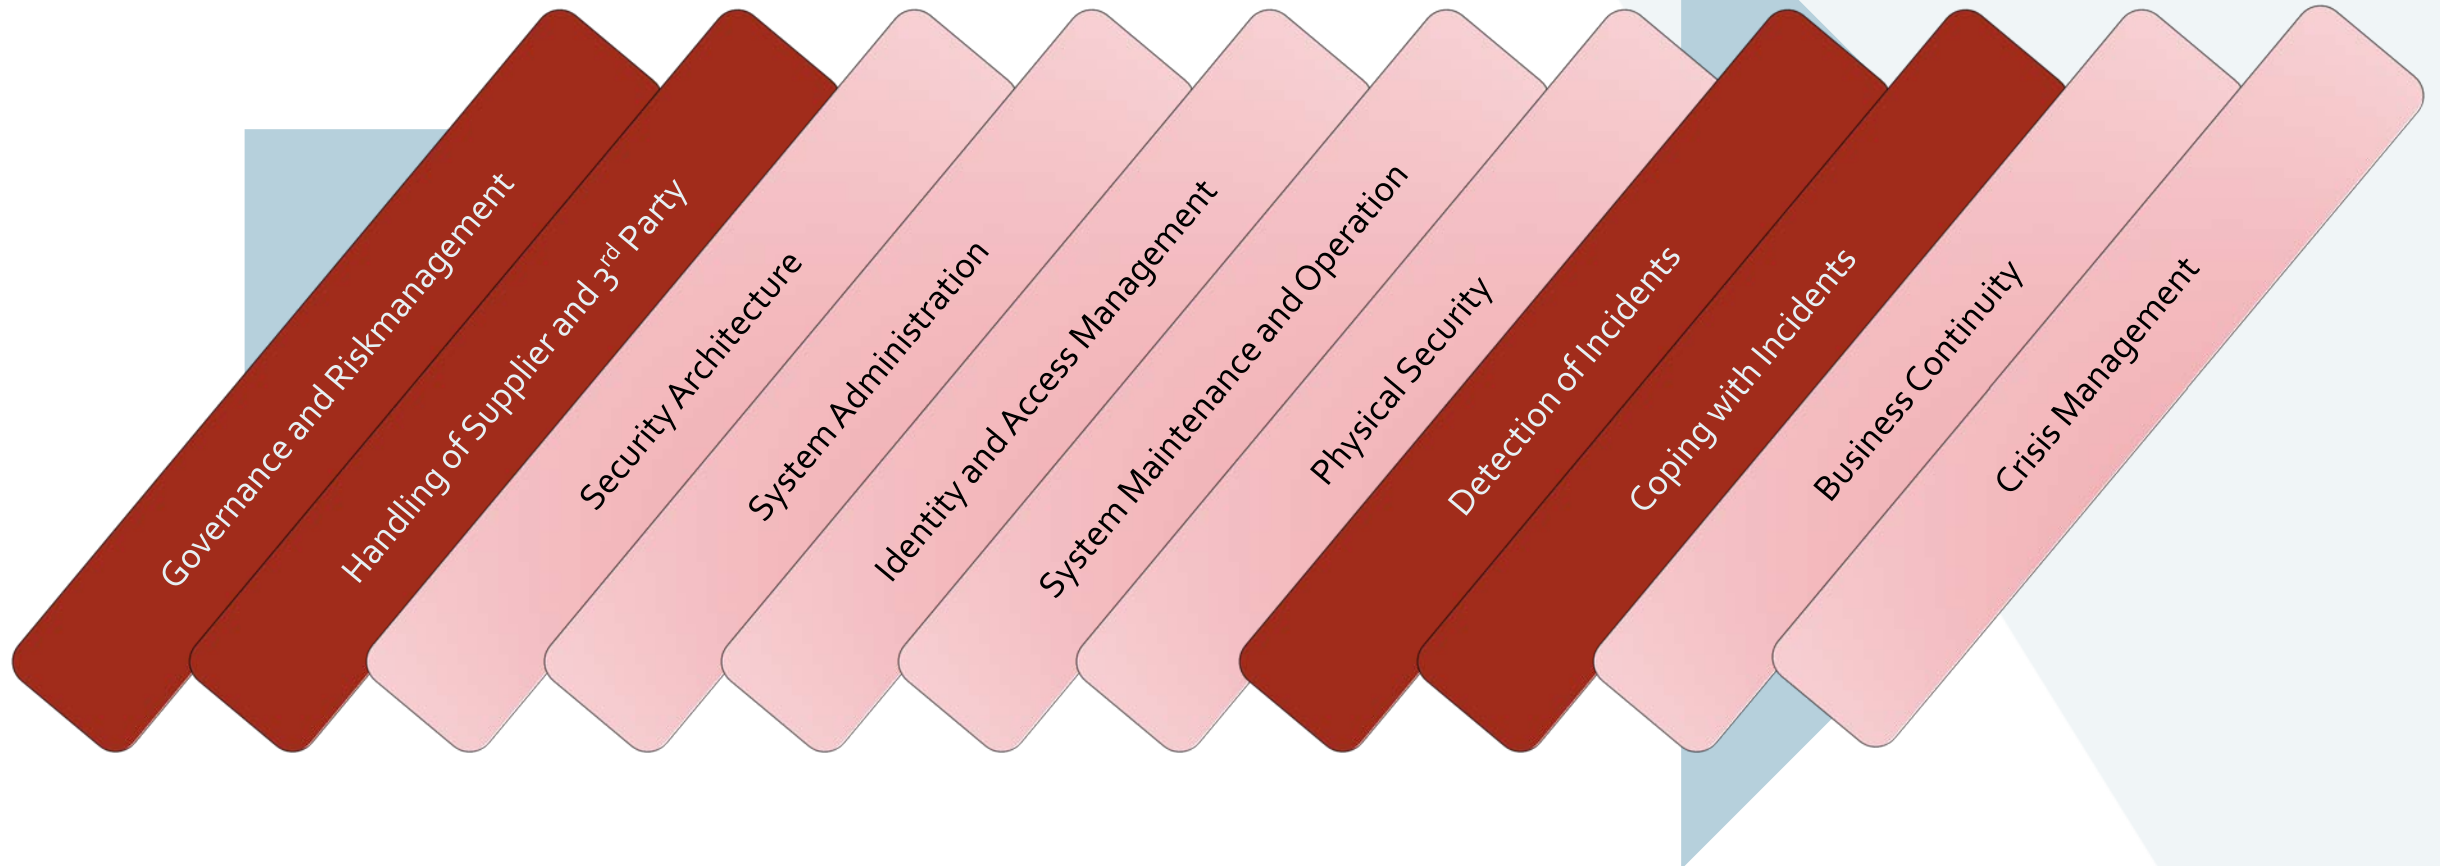 Governance and Riskmanagement
Handling of Supplier and 3rd Party
Security Architecture
System Administration
Identity and Access Management
System Maintenance and Operation
Physical Security
Detection of Incidents
Coping with Incidents
Business Continuity
Crisis Management